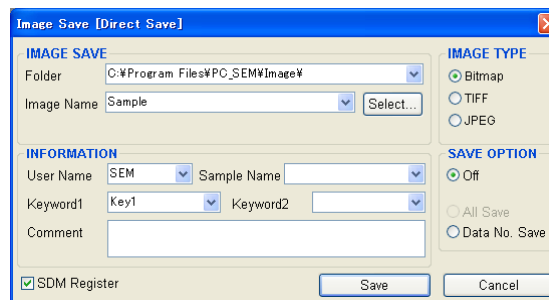 Image Save [Direct Save]
IMAGE SAVE
Folder C:¥Program Files¥PC_SEM¥Image¥
Image Name Sample Select...
IMAGE TYPE
Bitmap
TIFF
JPEG
INFORMATION
User Name SEM Sample Name
Keyword1 Key1 Keyword2
Comment
SAVE OPTION
Off
All Save
Data No. Save
SDM Register Save Cancel